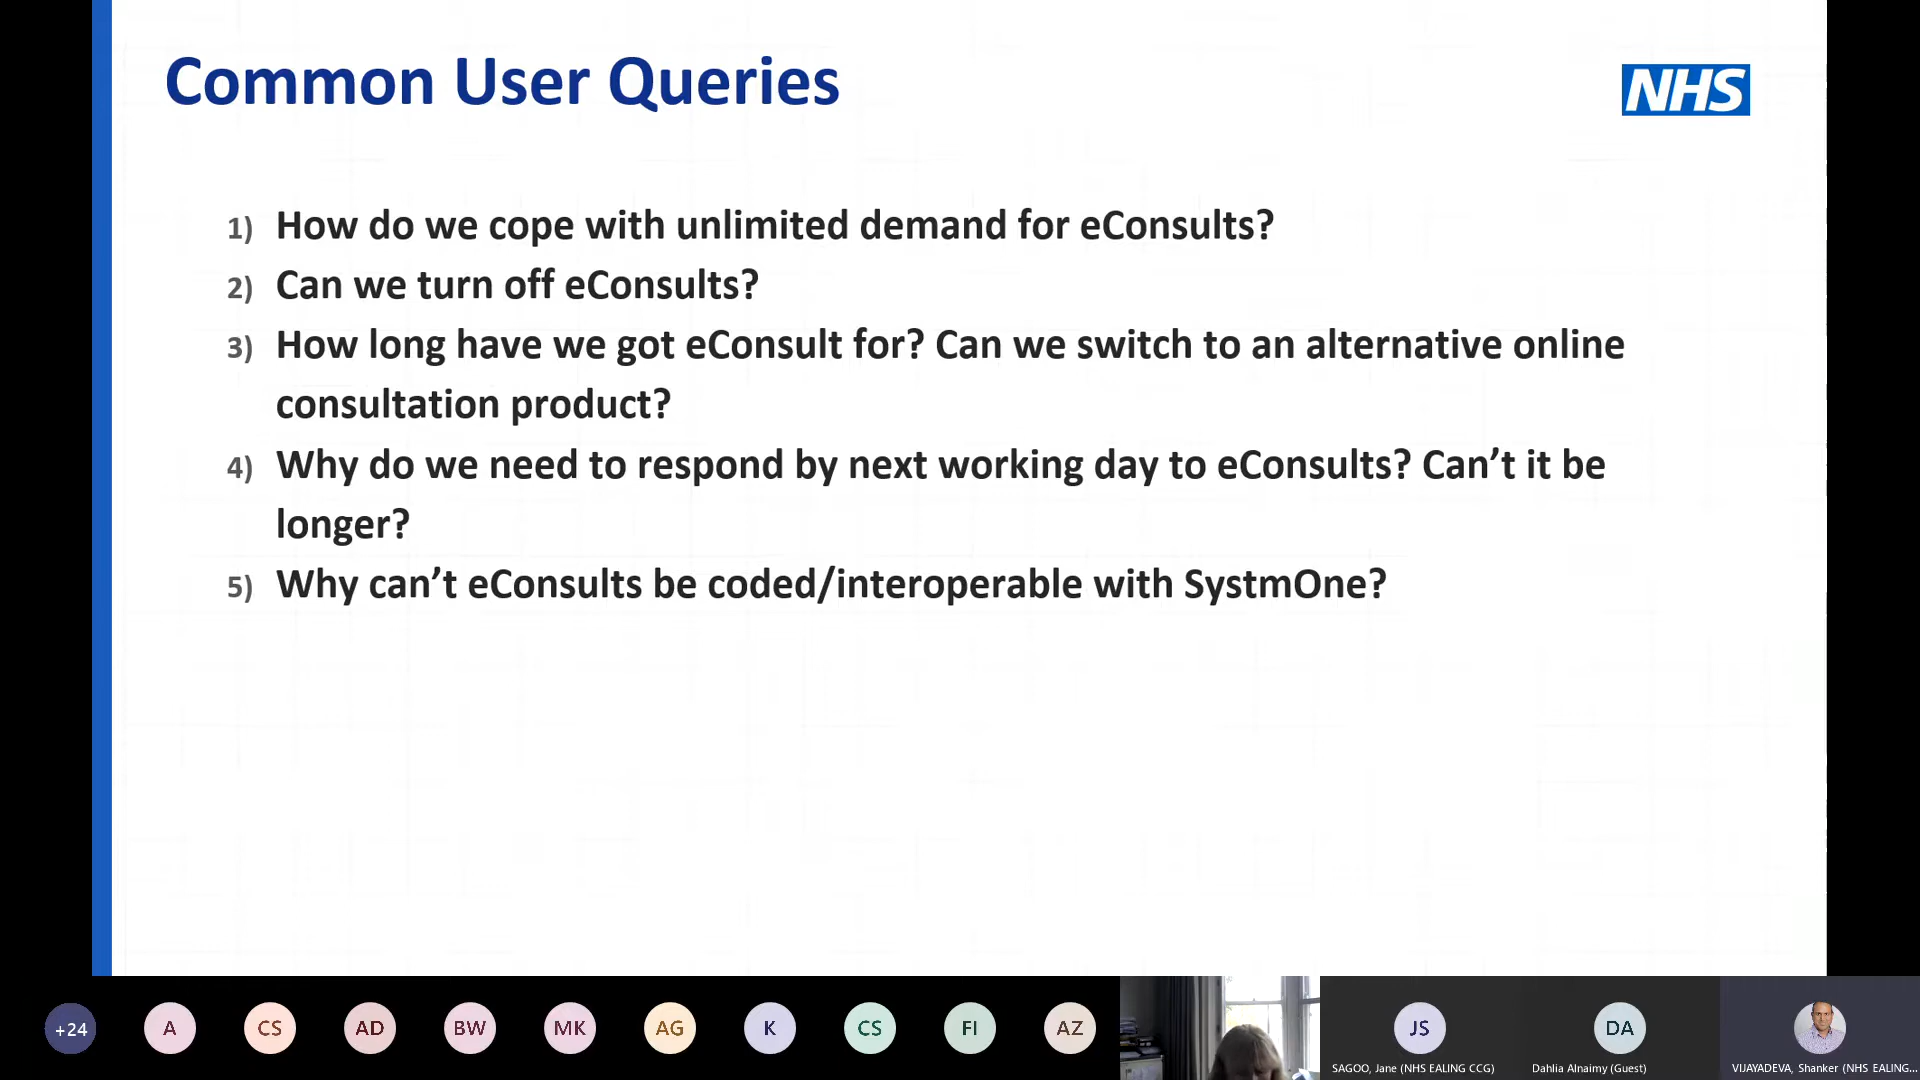 Common User Queries
NHS
1) How do we cope with unlimited demand for eConsults?
2) Can we turn off eConsults?
3) How long have we got eConsult for? Can we switch to an alternative online
consultation product?
4) Why do we need to respond by next working day to eConsults? Can’t it be
longer?
5) Why can’t eConsults be coded/interoperable with SystmOne?
+24 A CS AD BW MK AG K CS FI AZ JS DA
SAGOO, Jane (NHS EALING CCG) Dahlia Alnaimy (Guest) VIJAYADEVA, Shanker (NHS EALING...